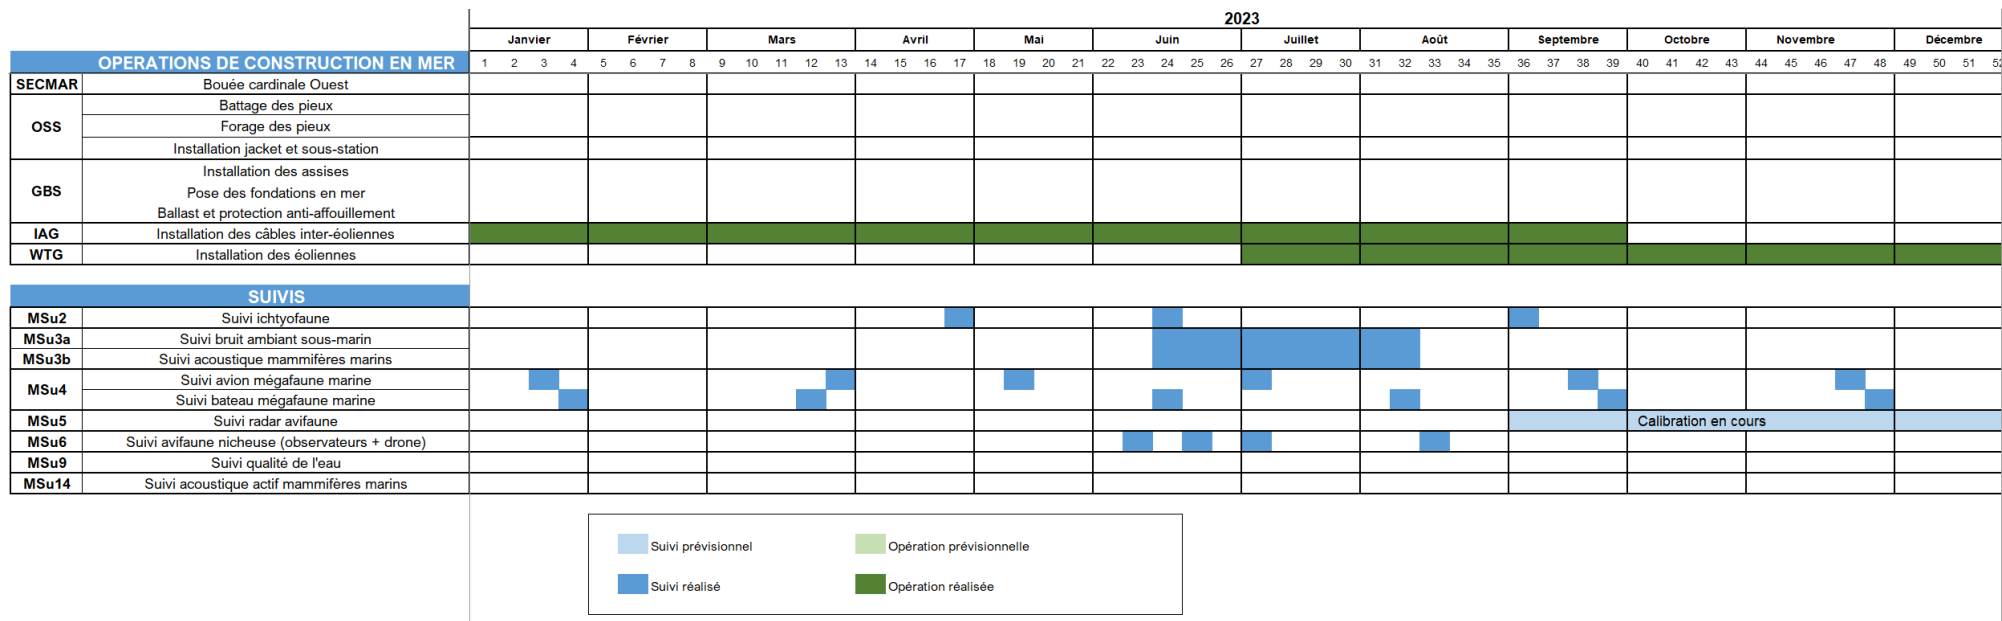 2023
Janvier Février Mars Avril Mai Juin Juillet Août Septembre Octobre Novembre Décembre
OPERATIONS DE CONSTRUCTION EN MER 1 2 3 4 5 6 7 8 9 10 11 12 13 14 15 16 17 18 19 20 21 22 23 24 25 26 27 28 29 30 31 32 33 34 35 36 37 38 39 40 41 42 43 44 45 46 47 48 49 50 51 52
SECMAR Bouée cardinale Ouest
Battage des pieux
OSS Forage des pieux
Installation jacket et sous-station
Installation des assises
GBS Pose des fondations en mer
Ballast et protection anti-affouillement
IAG Installation des câbles inter-éoliennes
WTG Installation des éoliennes
SUIVIS
MSu2 Suivi ichtyofaune
MSu3a Suivi bruit ambiant sous-marin
MSu3b Suivi acoustique mammifères marins
MSu4 Suivi avion mégafaune marine
Suivi bateau mégafaune marine
MSu5 Suivi radar avifaune Calibration en cours
MSu6 Suivi avifaune nicheuse (observateurs + drone)
MSu9 Suivi qualité de l'eau
MSu14 Suivi acoustique actif mammifères marins
Suivi prévisionnel Opération prévisionnelle
Suivi réalisé Opération réalisée